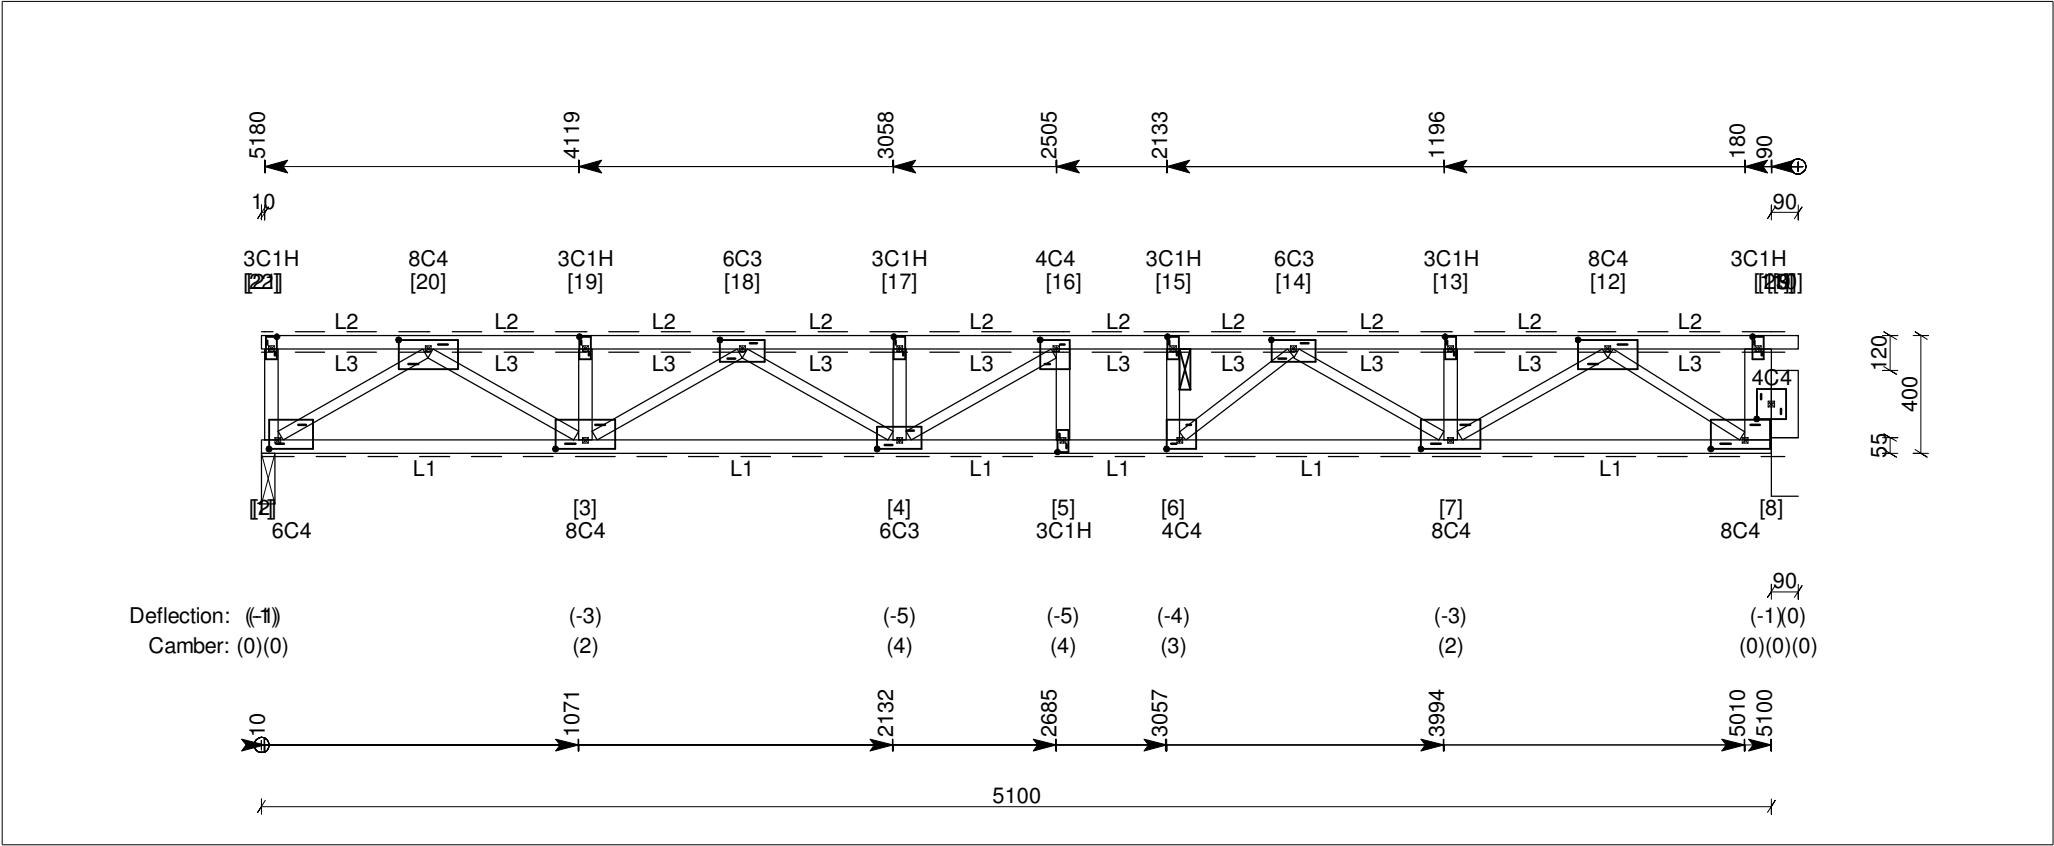 5180 4119 3058 2505 2133 1196 180 90
10 90
3C1H 8C4 3C1H 6C3 3C1H 4C4 3C1H 6C3 3C1H 8C4 3C1H
[20] [19] [18] [17] [16] [15] [14] [13] [12]
L2 L2 L2 L2 L2 L2 L2 L2 L2 L2
L3 L3 L3 L3 L3 L3 L3 L3 L3 L3
120
4C4
400
55
L1 L1 L1 L1 L1 L1
[3] [4] [5] [6] [7] [8]
6C4 8C4 6C3 3C1H 4C4 8C4 8C4
90
Deflection: (-1) (-3) (-5) (-5) (-4) (-3) (-1)(0)
Camber: (0)(0) (2) (4) (4) (3) (2) (0)(0)(0)
10 1071 2132 2685 3057 3994 5010 5100
5100